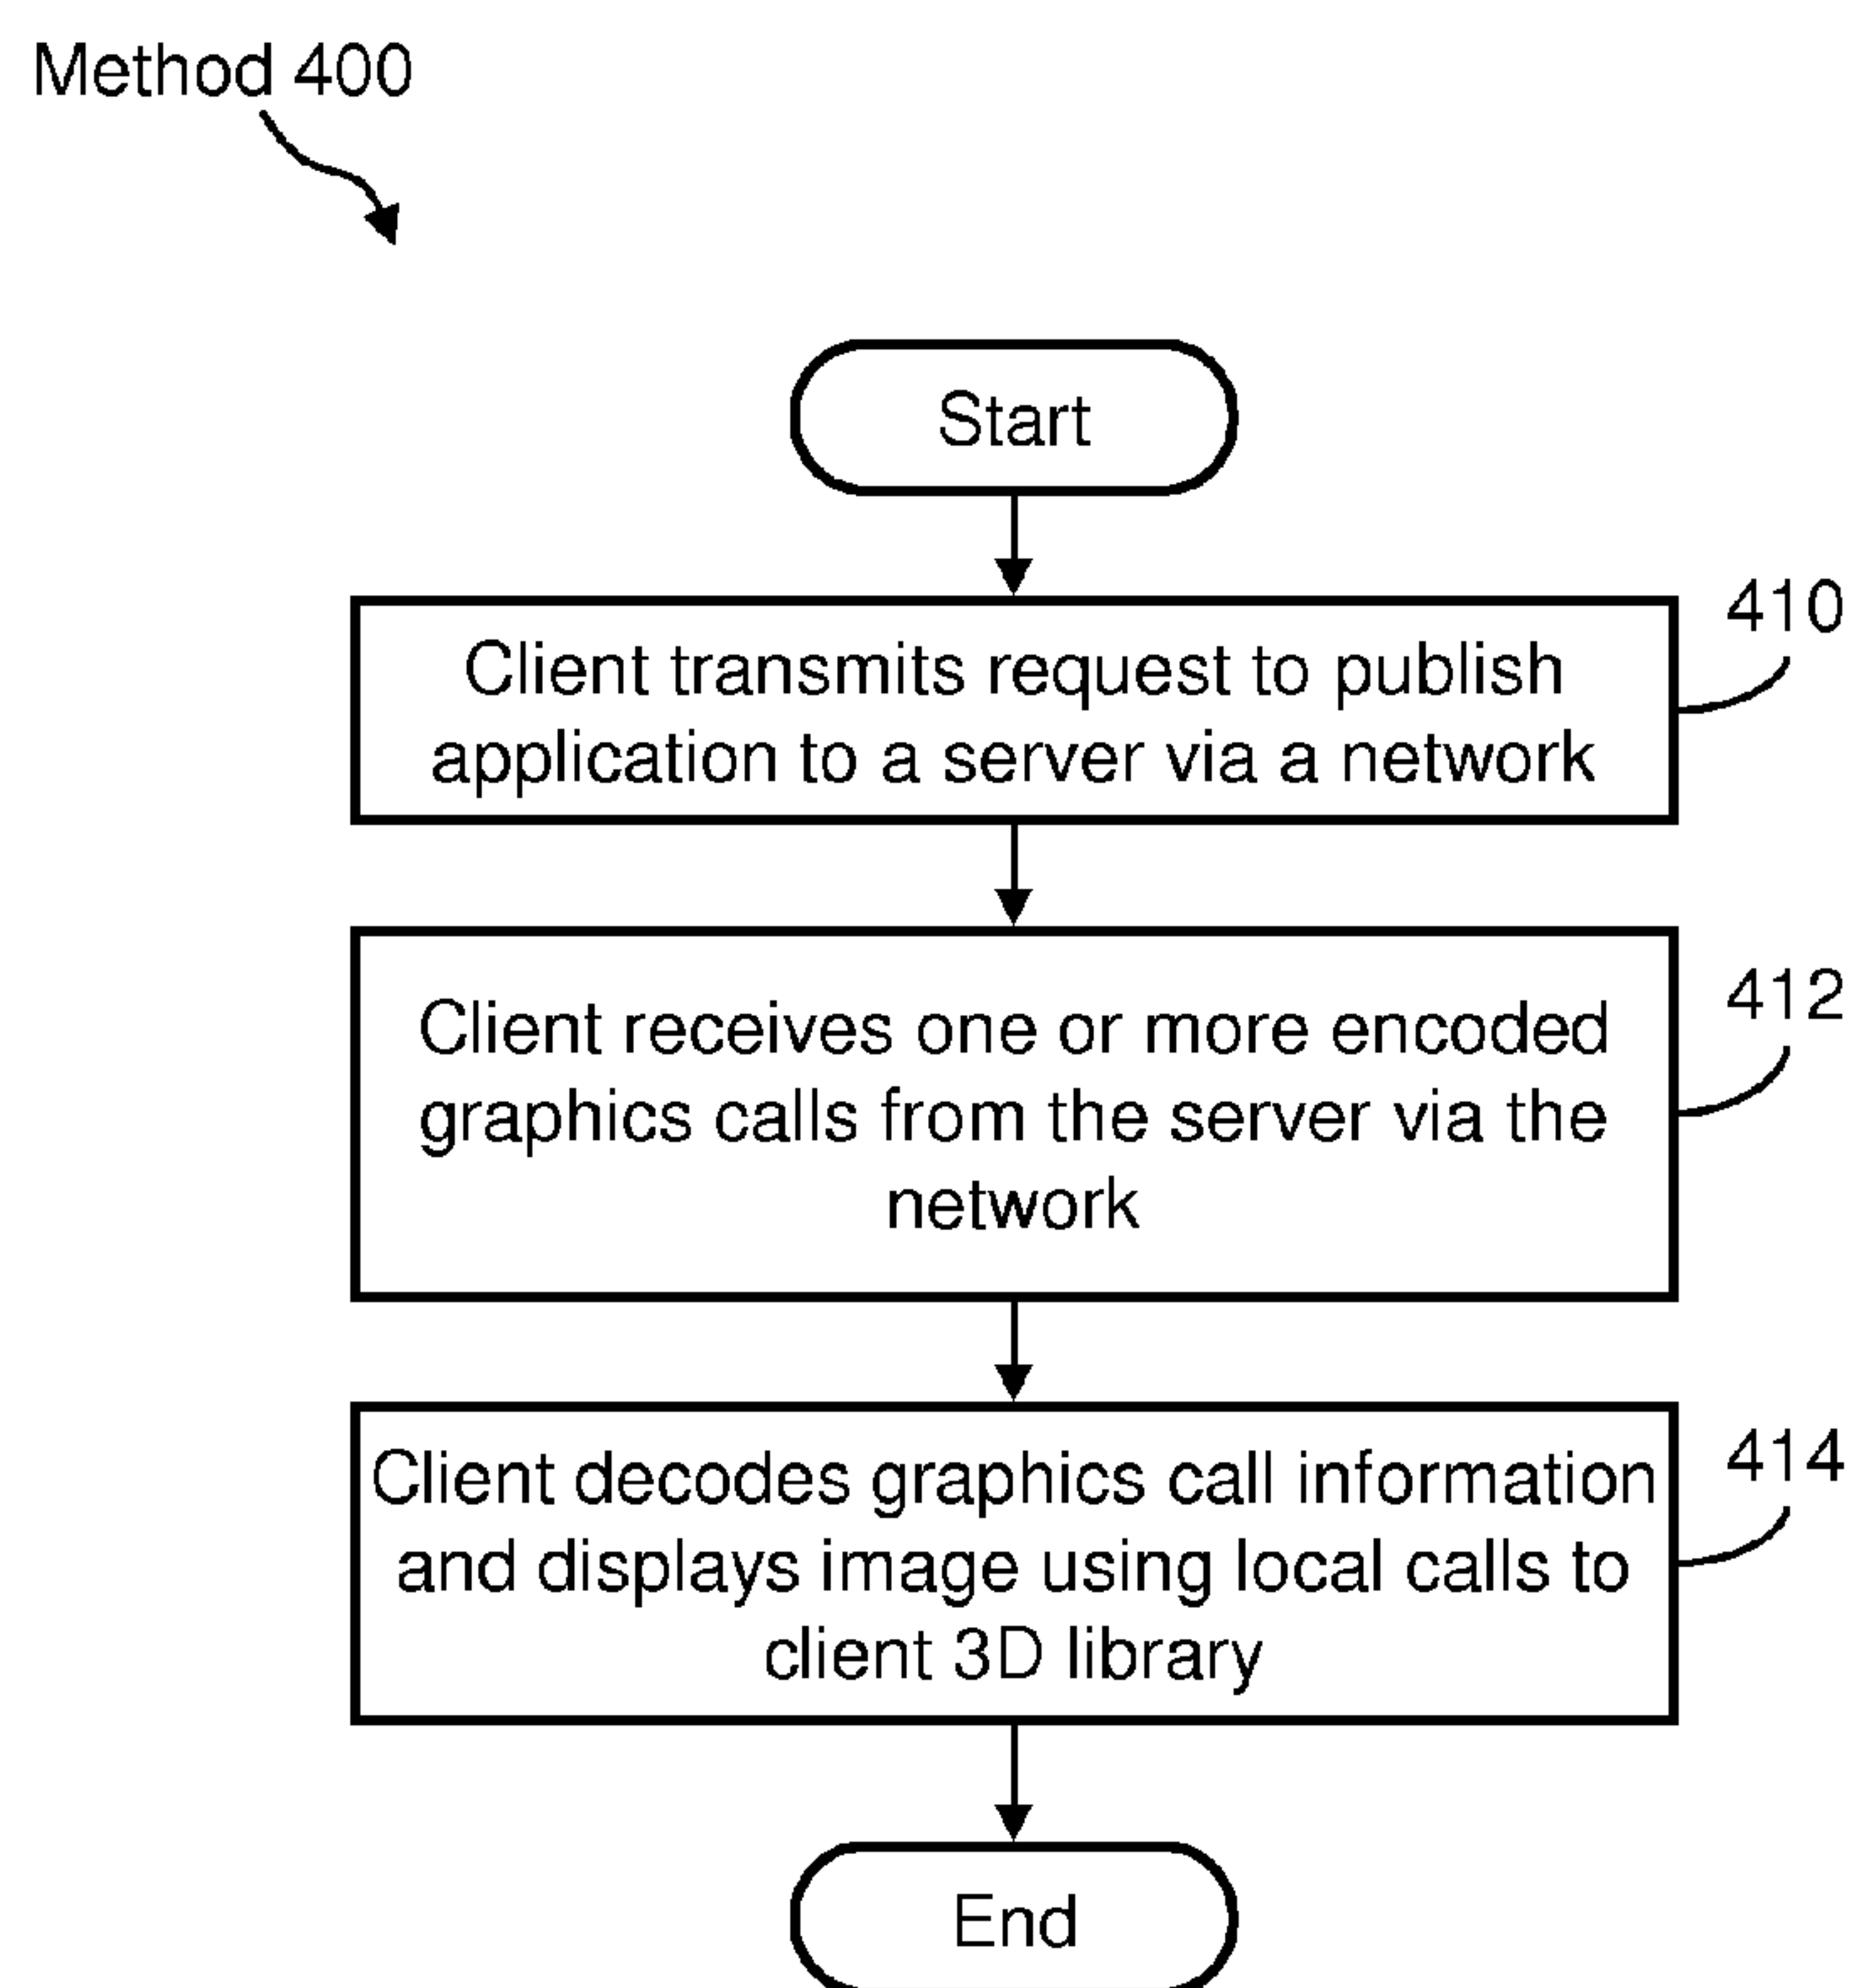 Method 400
Start
410
Client transmits request to publish
application to a server via a network
412
Client receives one or more encoded
graphics calls from the server via the
network
414
Client decodes graphics call information
and displays image using local calls to
client 3D library
End